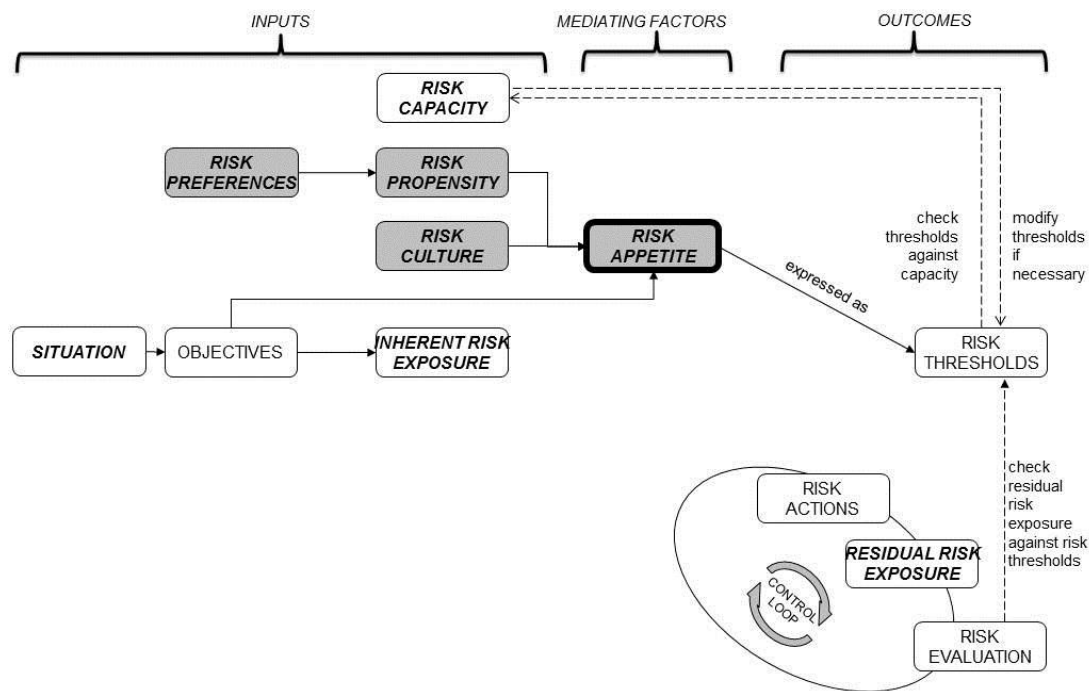 INPUTS
MEDIATING FACTORS
OUTCOMES
RISK
CAPACITY
RISK
PREFERENCES
RISK
PROPENSITY
RISK
CULTURE
RISK
APPETITE
check
thresholds
against
capacity
modify
thresholds
if
necessary
expressed as
SITUATION
OBJECTIVES
INHERENT RISK
EXPOSURE
RISK
THRESHOLDS
check
residual
risk
exposure
against risk
thresholds
RISK
ACTIONS
RESIDUAL RISK
EXPOSURE
CONTROL
LOOP
RISK
EVALUATION